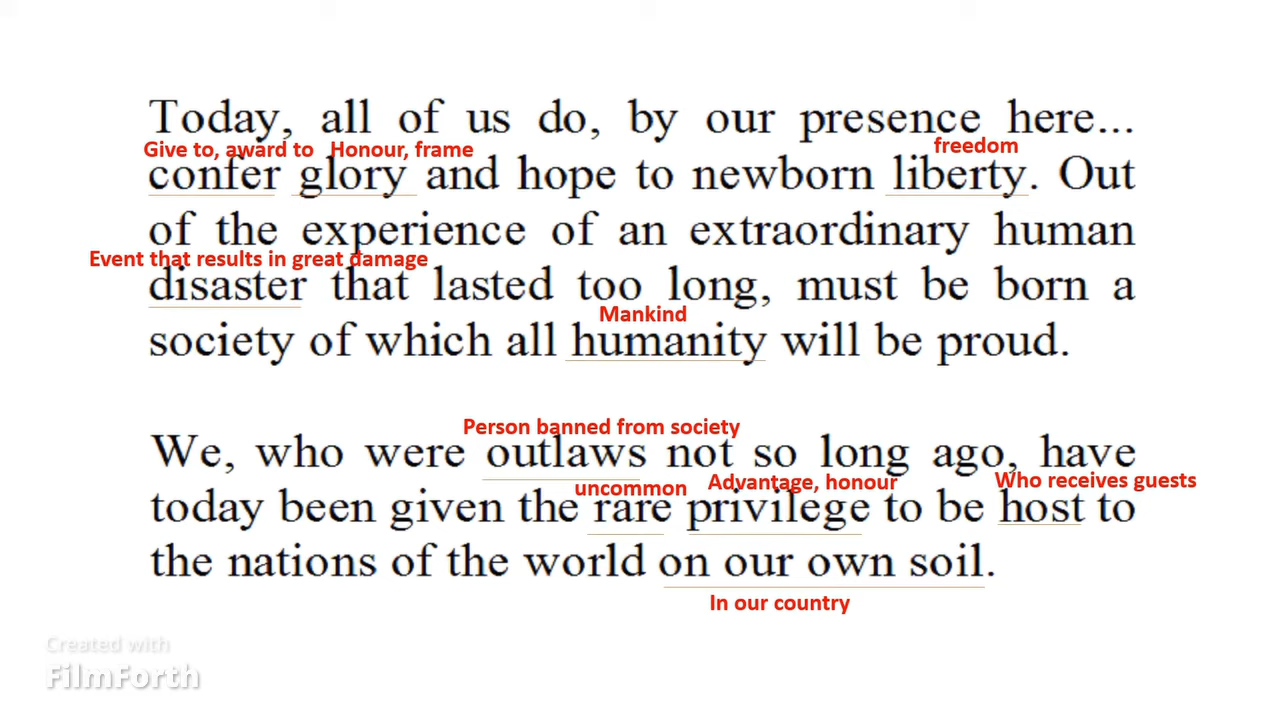 Today, all of us do, by our presence here...
Give to, award to Honour, frame freedom
confer glory and hope to newborn liberty. Out
of the experience of an extraordinary human
Event that results in great damage
disaster that lasted too long, must be born a
Mankind
society of which all humanity will be proud.
Person banned from society
We, who were outlaws not so long ago, have
uncommon Advantage, honour Who receives guests
today been given the rare privilege to be host to
the nations of the world on our own soil.
In our country
Created with
FilmForth